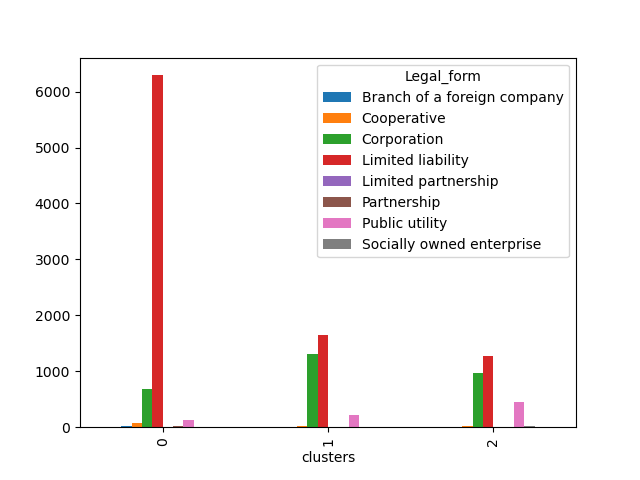 6000
5000
4000
3000
2000
1000
0
Legal_form
Branch of a foreign company
Cooperative
Corporation
Limited liability
Limited partnership
Partnership
Public utility
Socially owned enterprise
0
1
2
clusters